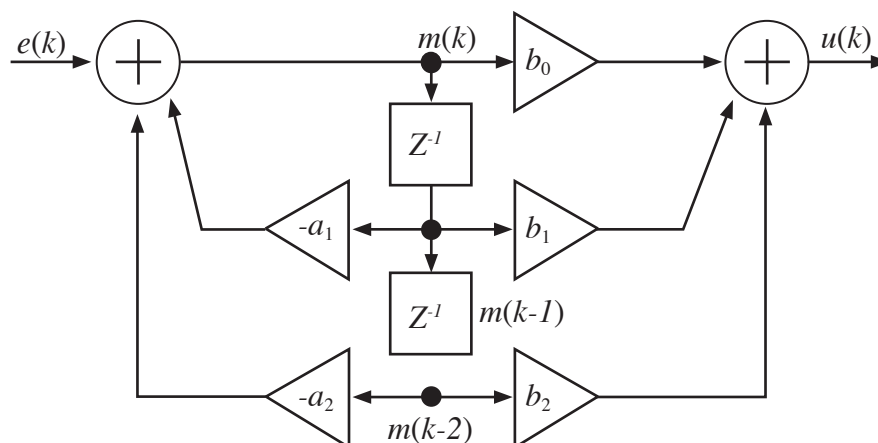 e(k)
m(k)
b₀
u(k)
Z⁻¹
-a₁
b₁
Z⁻¹
m(k-1)
-a₂
b₂
m(k-2)